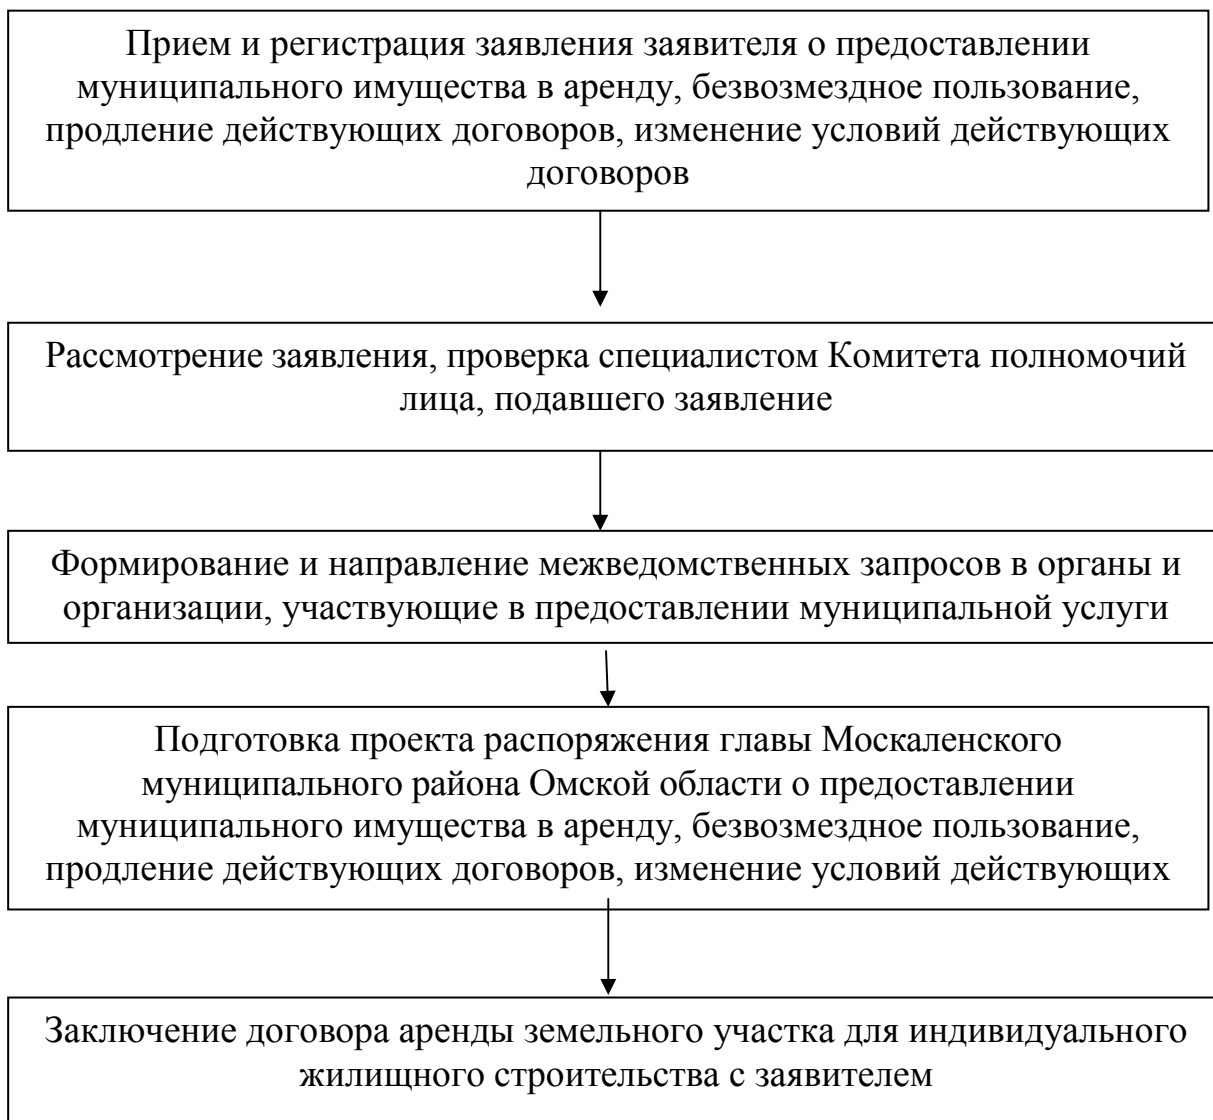 Прием и регистрация заявления заявителя о предоставлении
муниципального имущества в аренду, безвозмездное пользование,
продление действующих договоров, изменение условий действующих
договоров
Рассмотрение заявления, проверка специалистом Комитета полномочий
лица, подавшего заявление
Формирование и направление межведомственных запросов в органы и
организации, участвующие в предоставлении муниципальной услуги
Подготовка проекта распоряжения главы Москаленского
муниципального района Омской области о предоставлении
муниципального имущества в аренду, безвозмездное пользование,
продление действующих договоров, изменение условий действующих
Заключение договора аренды земельного участка для индивидуального
жилищного строительства с заявителем